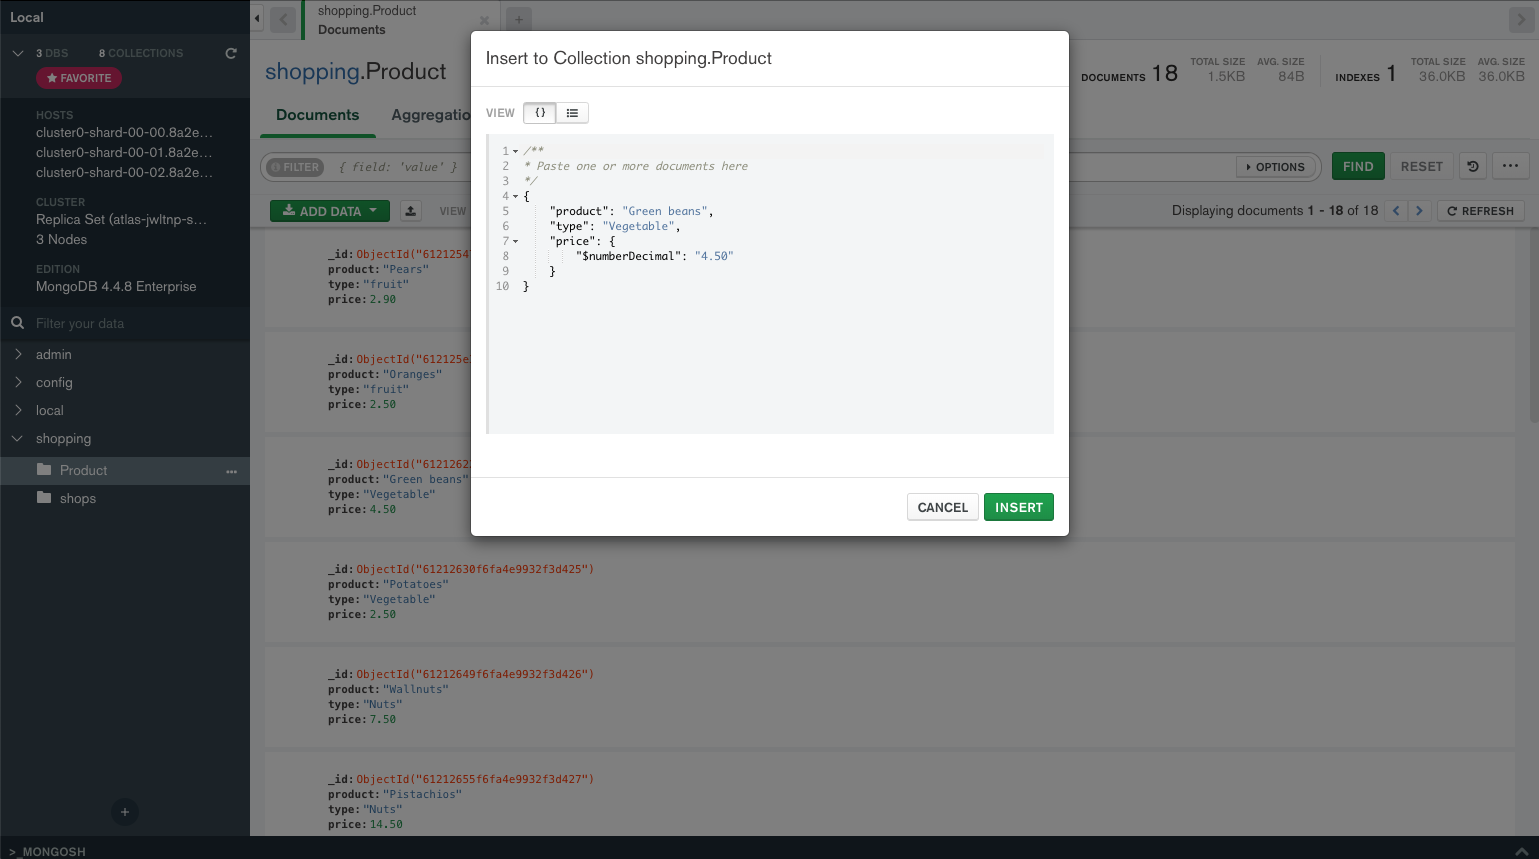 Local
3 DBS 8 COLLECTIONS
FAVORITE
HOSTS
cluster0-shard-00-00.8a2e...
cluster0-shard-00-01.8a2e...
cluster0-shard-00-02.8a2e...
CLUSTER
Replica Set (atlas-jwltnp-s...
3 Nodes
EDITION
MongoDB 4.4.8 Enterprise
Filter your data
admin
config
local
shopping
Product
shops
>_MONGOSH
shopping.Product
Documents
shopping.Product
DOCUMENTS 18 TOTAL SIZE 1.5KB AVG. SIZE 84B INDEXES 1 TOTAL SIZE 36.0KB AVG. SIZE 36.0KB
Documents Aggregatio
FILTER { field: 'value' } OPTIONS FIND RESET
ADD DATA VIEW Displaying documents 1 - 18 of 18 REFRESH
_id: ObjectId("6121254
product: "Pears"
type: "fruit"
price: 2.90
_id: ObjectId("612125e
product: "Oranges"
type: "fruit"
price: 2.50
_id: ObjectId("6121262
product: "Green beans"
type: "Vegetable"
price: 4.50
_id: ObjectId("61212630f6fa4e9932f3d425")
product: "Potatoes"
type: "Vegetable"
price: 2.50
_id: ObjectId("61212649f6fa4e9932f3d426")
product: "Wallnuts"
type: "Nuts"
price: 7.50
_id: ObjectId("61212655f6fa4e9932f3d427")
product: "Pistachios"
type: "Nuts"
price: 14.50
Insert to Collection shopping.Product
VIEW {}
1 /**
2 * Paste one or more documents here
3 */
4 {
5 "product": "Green beans",
6 "type": "Vegetable",
7 "price": {
8 "$numberDecimal": "4.50"
9 }
10 }
CANCEL INSERT